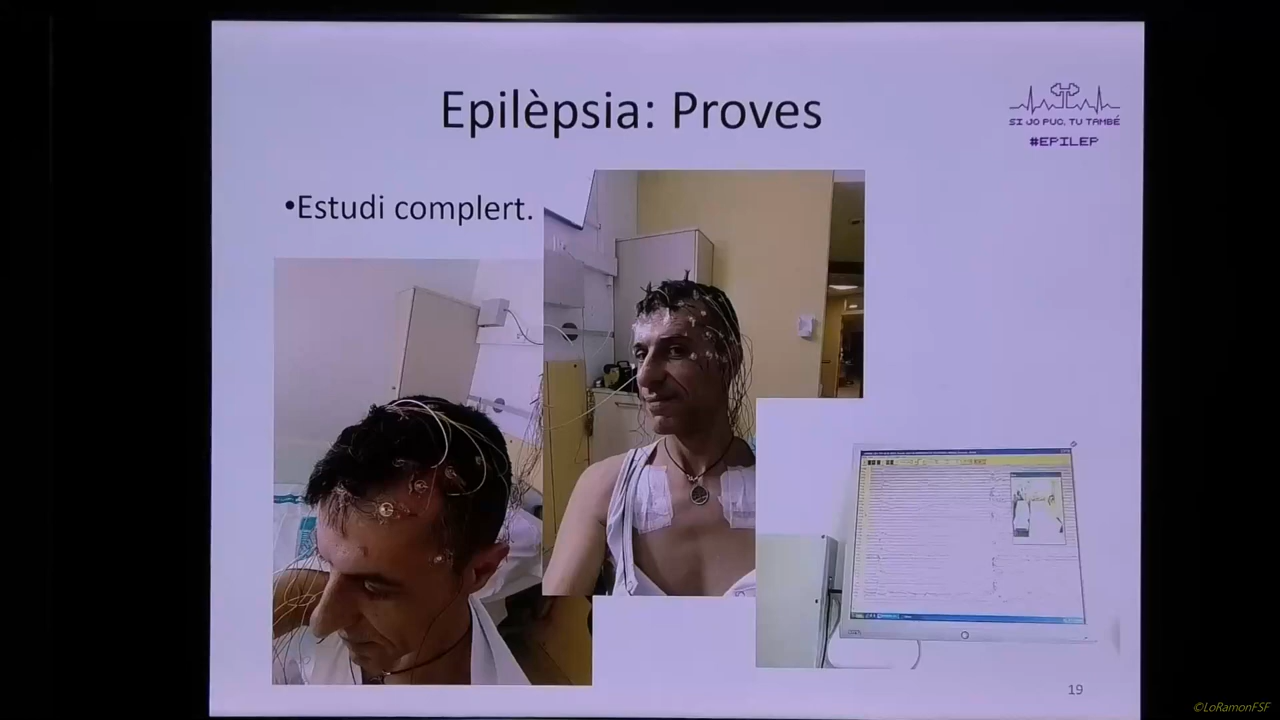 Epilèpsia: Proves
SI JO PUC, TU TAMBÉ
#EPILEP
•Estudi complert.
19
©LoRamonFSF